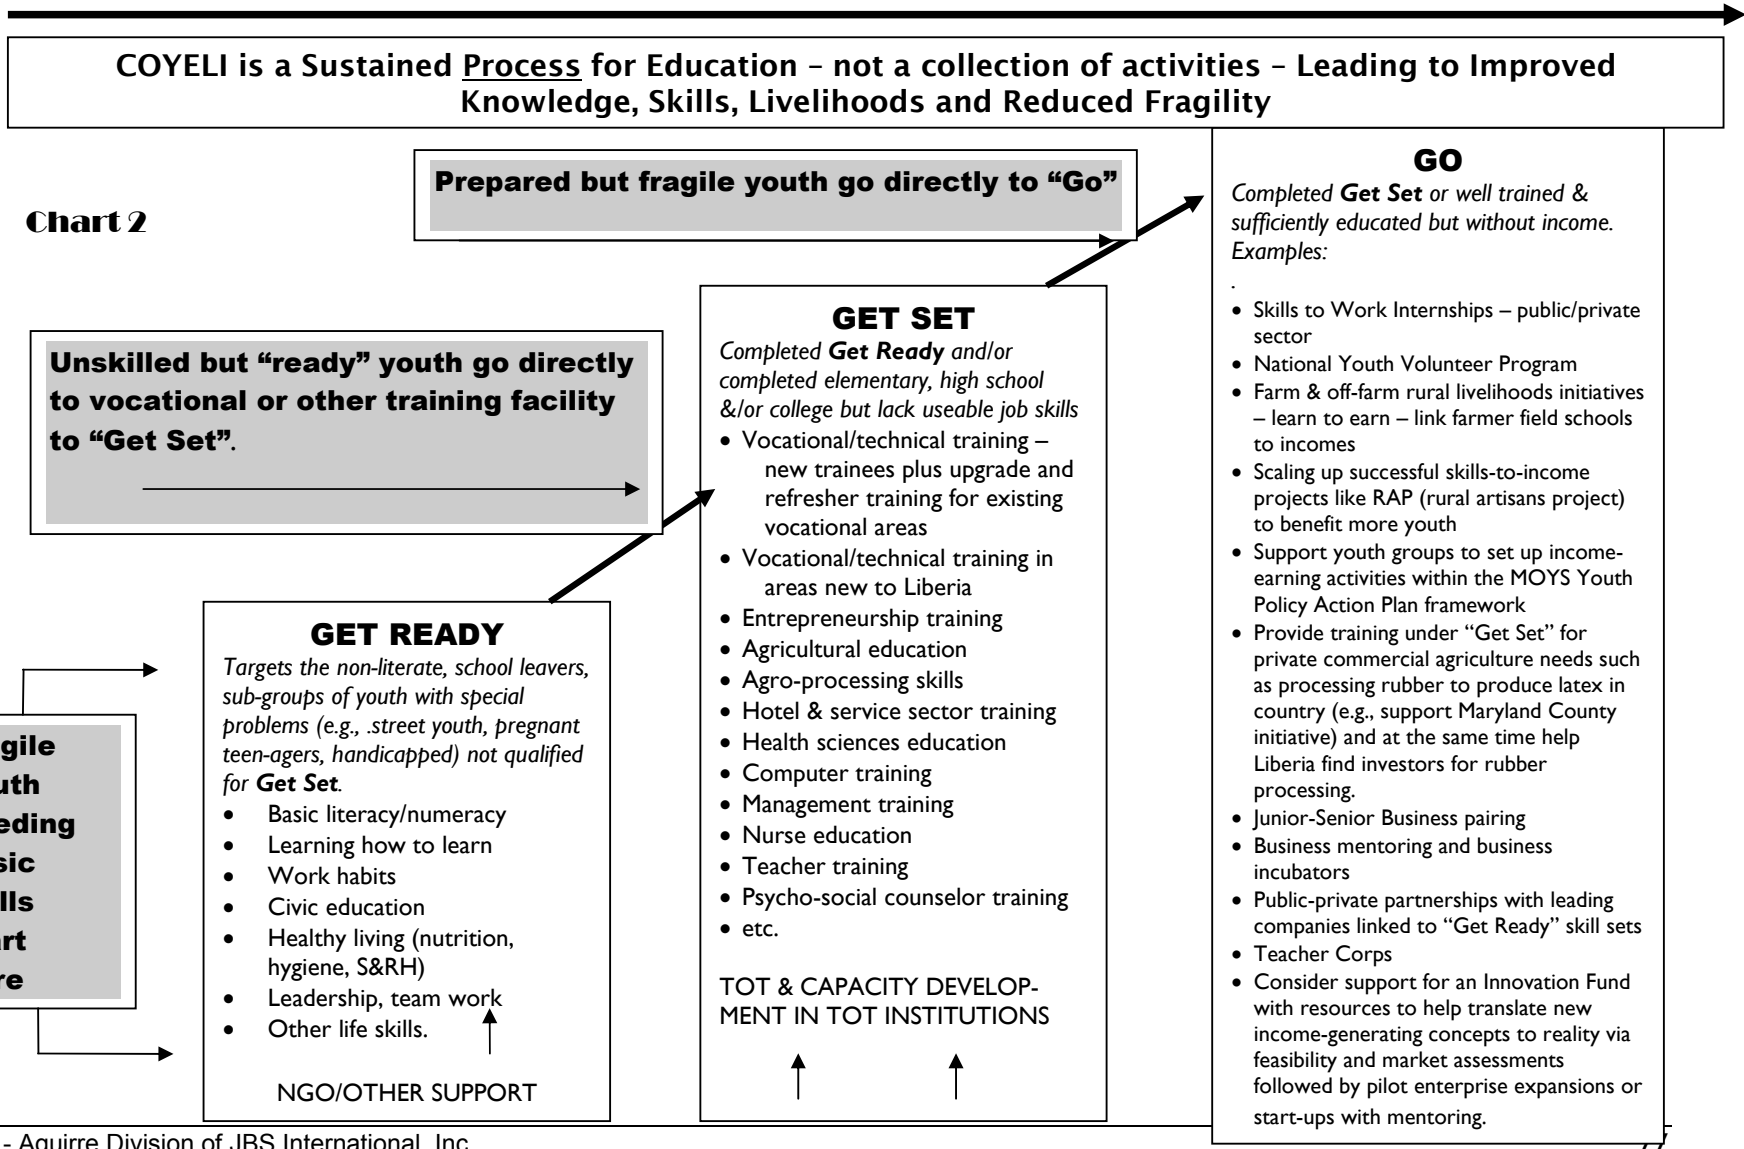 COYELI is a Sustained Process for Education – not a collection of activities – Leading to Improved
Knowledge, Skills, Livelihoods and Reduced Fragility
Chart 2
Prepared but fragile youth go directly to “Go”
Unskilled but “ready” youth go directly
to vocational or other training facility
to “Get Set”.
gile
uth
eding
sic
lls
art
re
GET READY
Targets the non-literate, school leavers,
sub-groups of youth with special
problems (e.g., .street youth, pregnant
teen-agers, handicapped) not qualified
for Get Set.
• Basic literacy/numeracy
• Learning how to learn
• Work habits
• Civic education
• Healthy living (nutrition,
hygiene, S&RH)
• Leadership, team work
• Other life skills.
NGO/OTHER SUPPORT
GET SET
Completed Get Ready and/or
completed elementary, high school
&/or college but lack useable job skills
• Vocational/technical training –
new trainees plus upgrade and
refresher training for existing
vocational areas
• Vocational/technical training in
areas new to Liberia
• Entrepreneurship training
• Agricultural education
• Agro-processing skills
• Hotel & service sector training
• Health sciences education
• Computer training
• Management training
• Nurse education
• Teacher training
• Psycho-social counselor training
• etc.
TOT & CAPACITY DEVELOP-
MENT IN TOT INSTITUTIONS
GO
Completed Get Set or well trained &
sufficiently educated but without income.
Examples:
.
• Skills to Work Internships – public/private
sector
• National Youth Volunteer Program
• Farm & off-farm rural livelihoods initiatives
– learn to earn – link farmer field schools
to incomes
• Scaling up successful skills-to-income
projects like RAP (rural artisans project)
to benefit more youth
• Support youth groups to set up income-
earning activities within the MOYS Youth
Policy Action Plan framework
• Provide training under “Get Set” for
private commercial agriculture needs such
as processing rubber to produce latex in
country (e.g., support Maryland County
initiative) and at the same time help
Liberia find investors for rubber
processing.
• Junior-Senior Business pairing
• Business mentoring and business
incubators
• Public-private partnerships with leading
companies linked to “Get Ready” skill sets
• Teacher Corps
• Consider support for an Innovation Fund
with resources to help translate new
income-generating concepts to reality via
feasibility and market assessments
followed by pilot enterprise expansions or
start-ups with mentoring.
- Aguirre Division of JBS International, Inc